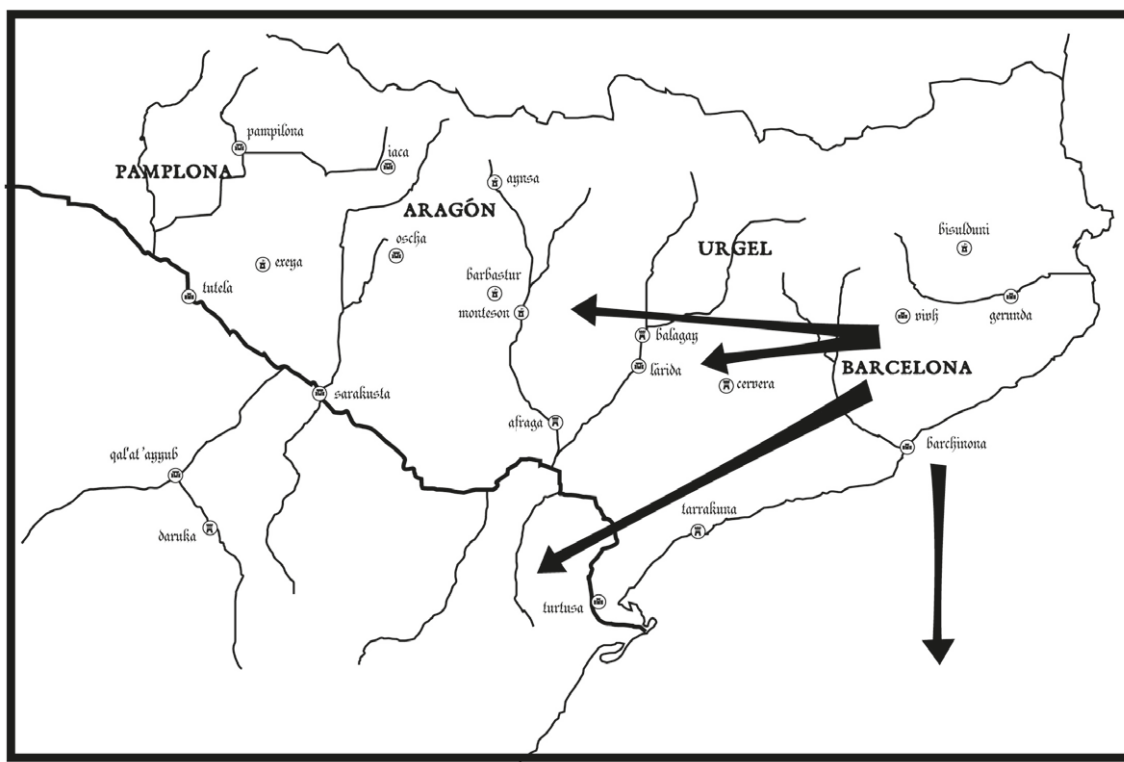 pampilona
iaca
PAMPLONA
aynsa
ARAGÓN
oscha
URGEL
bisulduni
exeya
barbastur
tutela
monteson
vivh
gerunda
balagay
lárida
BARCELONA
cervera
sarakusta
afraga
barchinona
qal'at 'ayyub
tarrakuna
daruka
turtusa